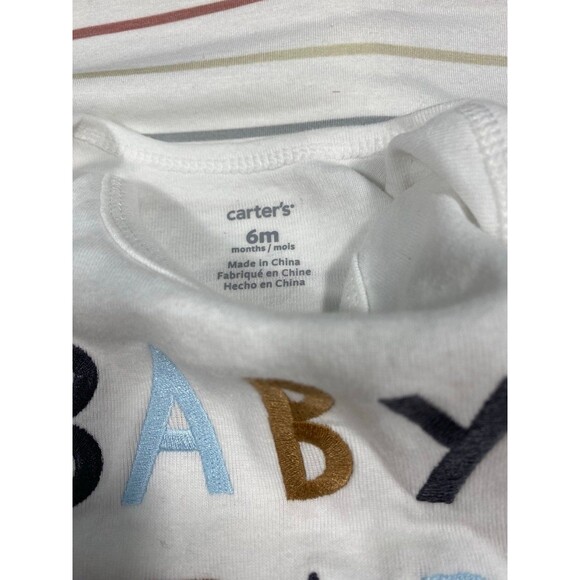 carter's
6m
months / mois
Made in China
Fabriqué en Chine
Hecho en China
BABY